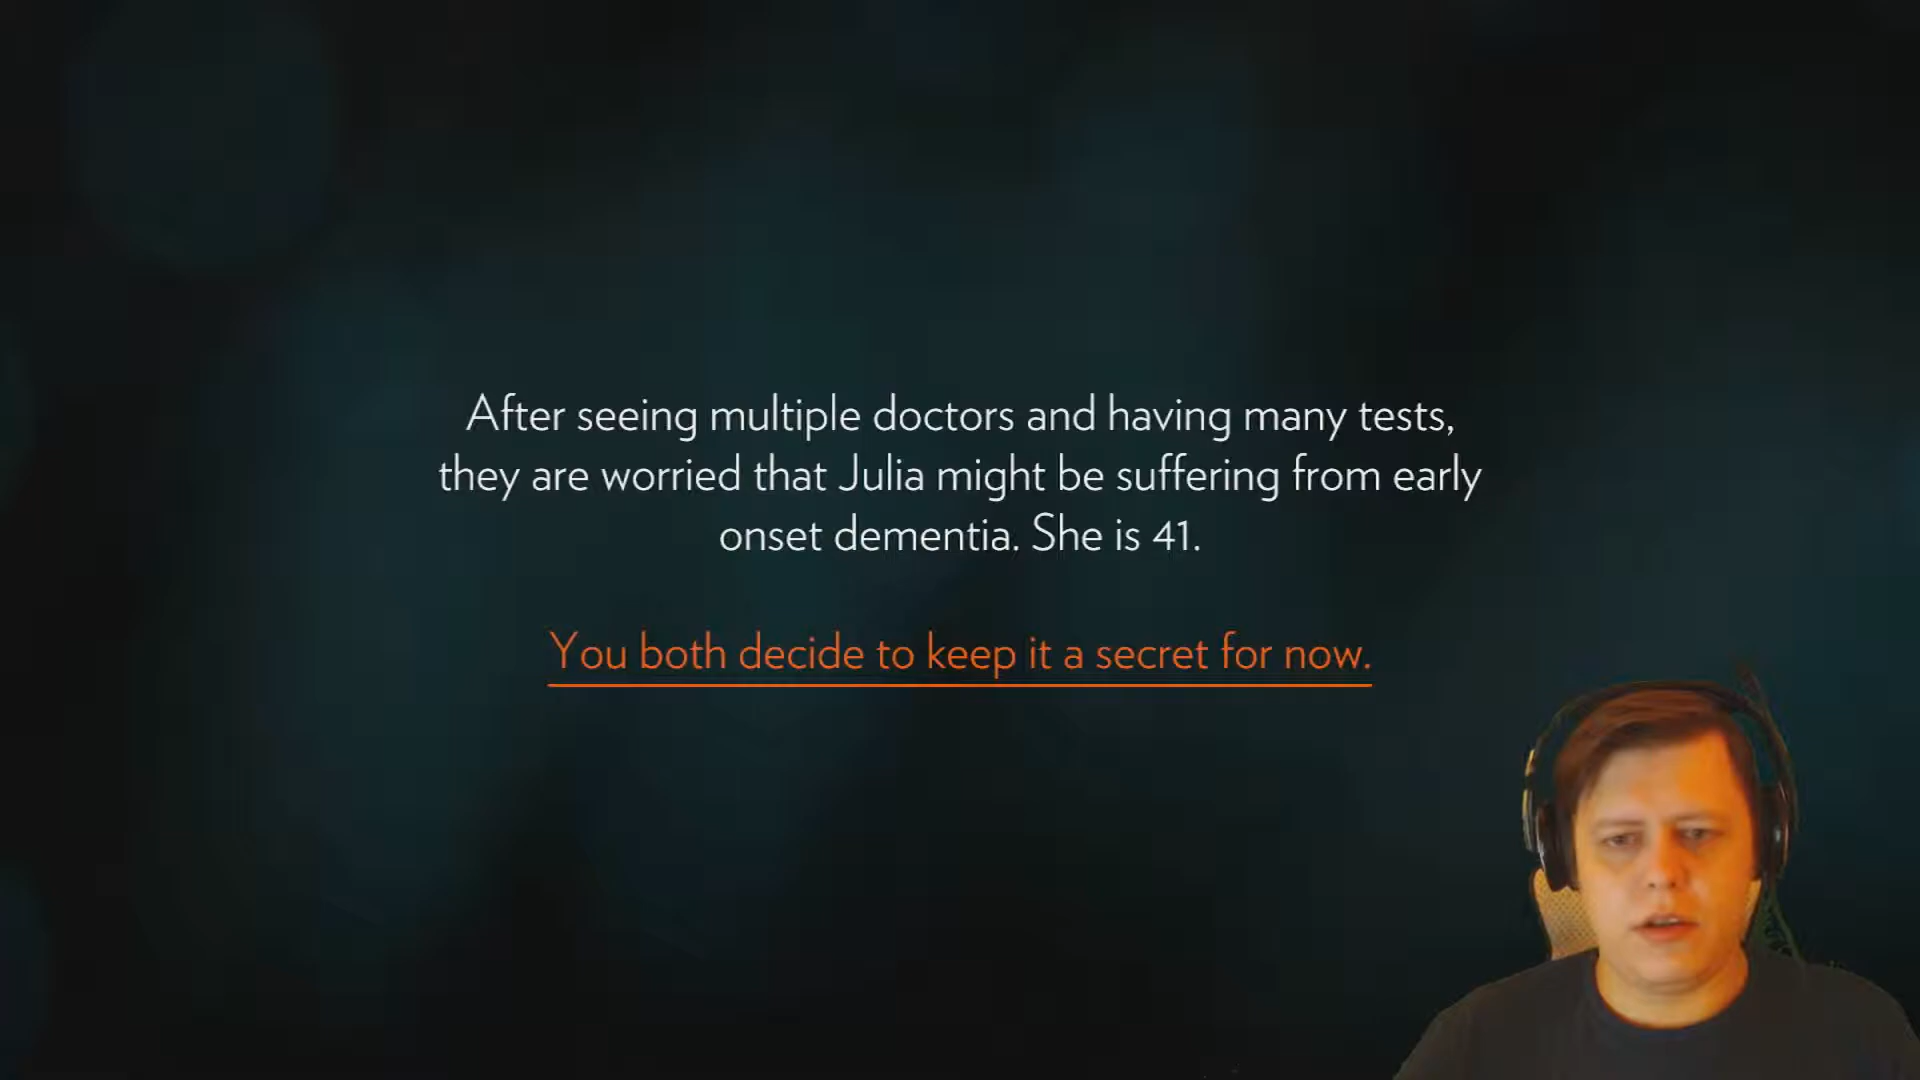 After seeing multiple doctors and having many tests,
they are worried that Julia might be suffering from early
onset dementia. She is 41.
You both decide to keep it a secret for now.